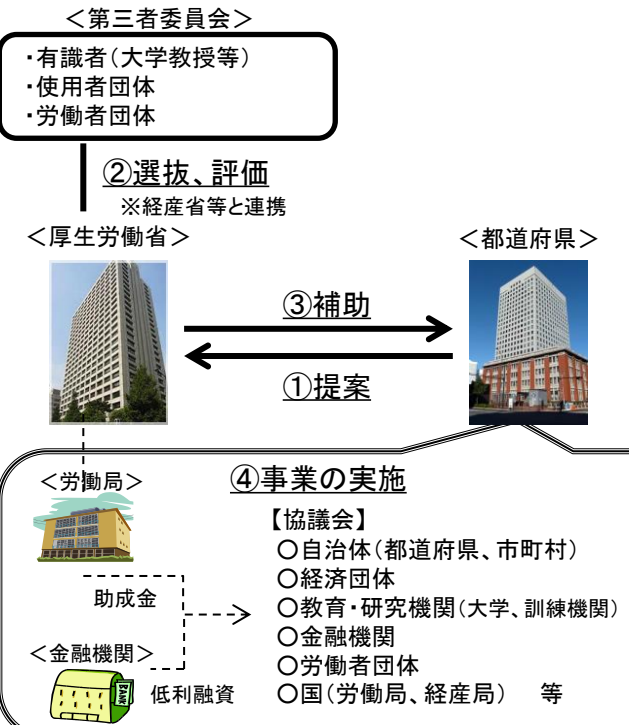 ＜第三者委員会＞
・有識者（大学教授等）
・使用者団体
・労働者団体
②選抜、評価
※経産省等と連携
＜厚生労働省＞
＜都道府県＞
③補助
①提案
＜労働局＞
④事業の実施
【協議会】
○自治体（都道府県、市町村）
○経済団体
○教育・研究機関（大学、訓練機関）
○金融機関
○労働者団体
○国（労働局、経産局）　等
助成金
＜金融機関＞
BANK
低利融資